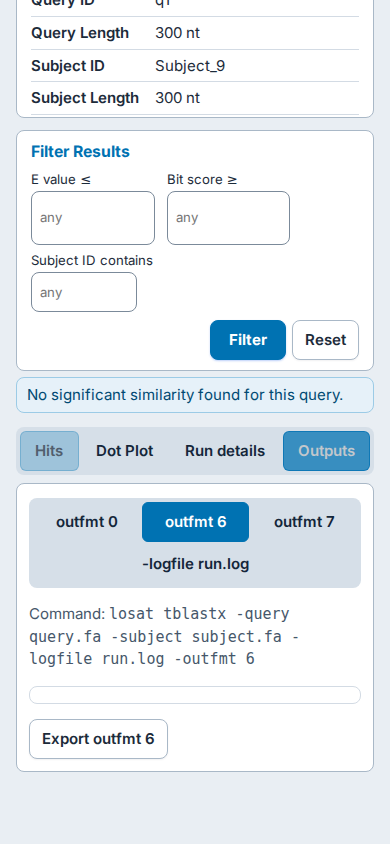 Query ID q1
Query Length 300 nt
Subject ID Subject_9
Subject Length 300 nt
Filter Results
E value ≤ Bit score ≥
any any
Subject ID contains
any
Filter Reset
No significant similarity found for this query.
Hits Dot Plot Run details Outputs
outfmt 0 outfmt 6 outfmt 7
-logfile run.log
Command: losat tblastx -query
query.fa -subject subject.fa -
logfile run.log -outfmt 6
Export outfmt 6